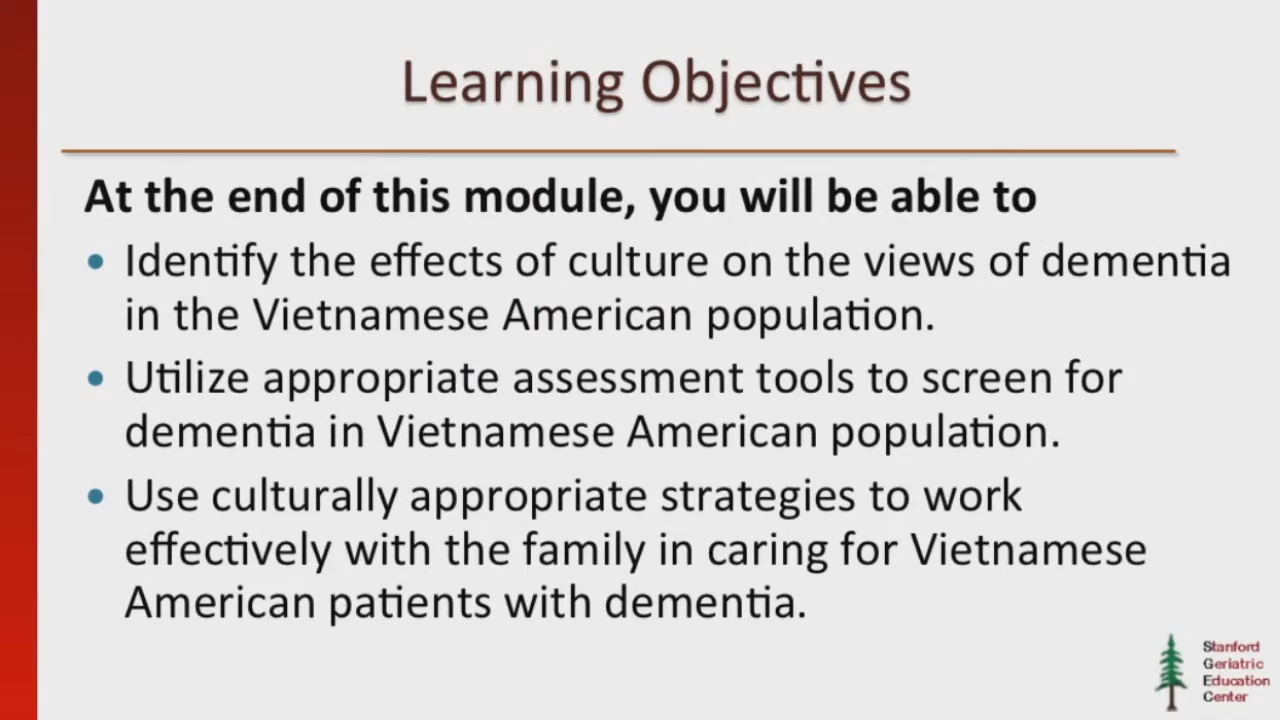 Learning Objectives
At the end of this module, you will be able to
• Identify the effects of culture on the views of dementia
in the Vietnamese American population.
• Utilize appropriate assessment tools to screen for
dementia in Vietnamese American population.
• Use culturally appropriate strategies to work
effectively with the family in caring for Vietnamese
American patients with dementia.
Stanford
Geriatric
Education
Center